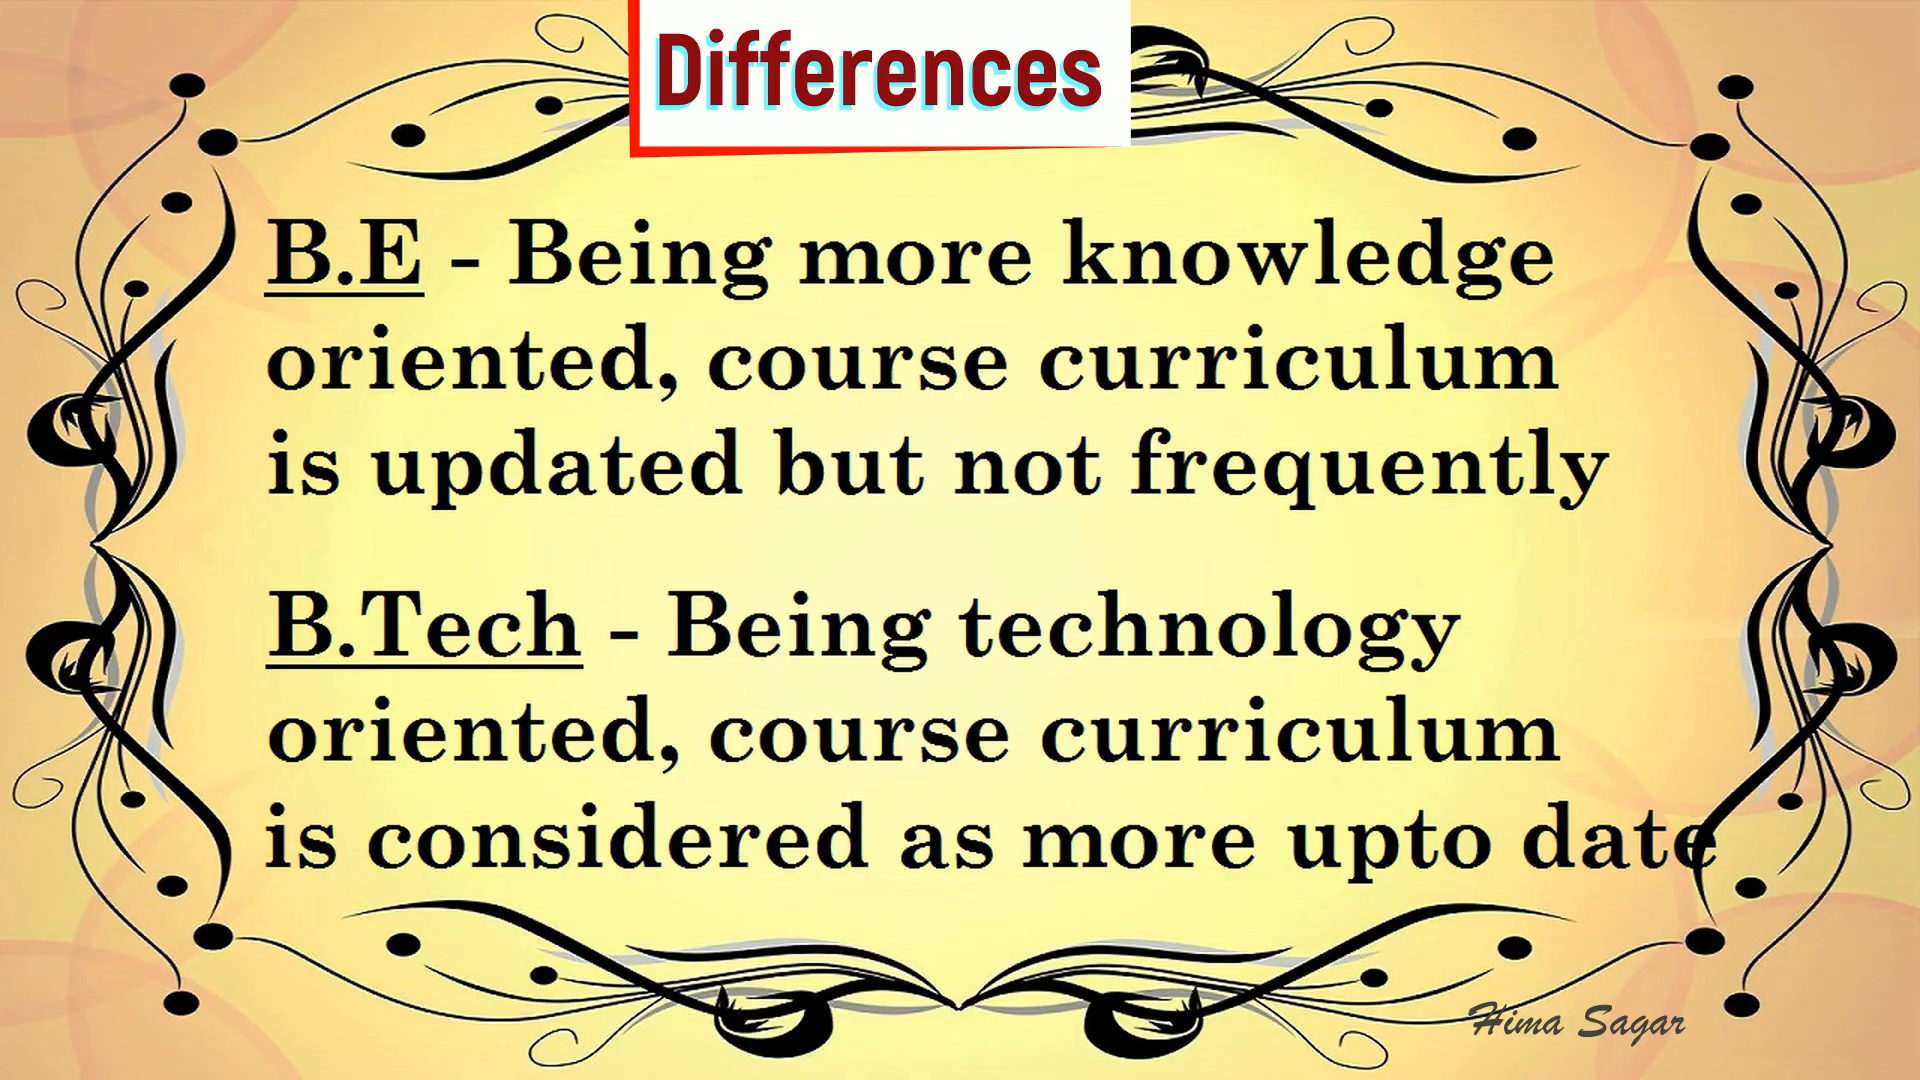 Differences
B.E - Being more knowledge
oriented, course curriculum
is updated but not frequently
B.Tech - Being technology
oriented, course curriculum
is considered as more upto date
Hima Sagar